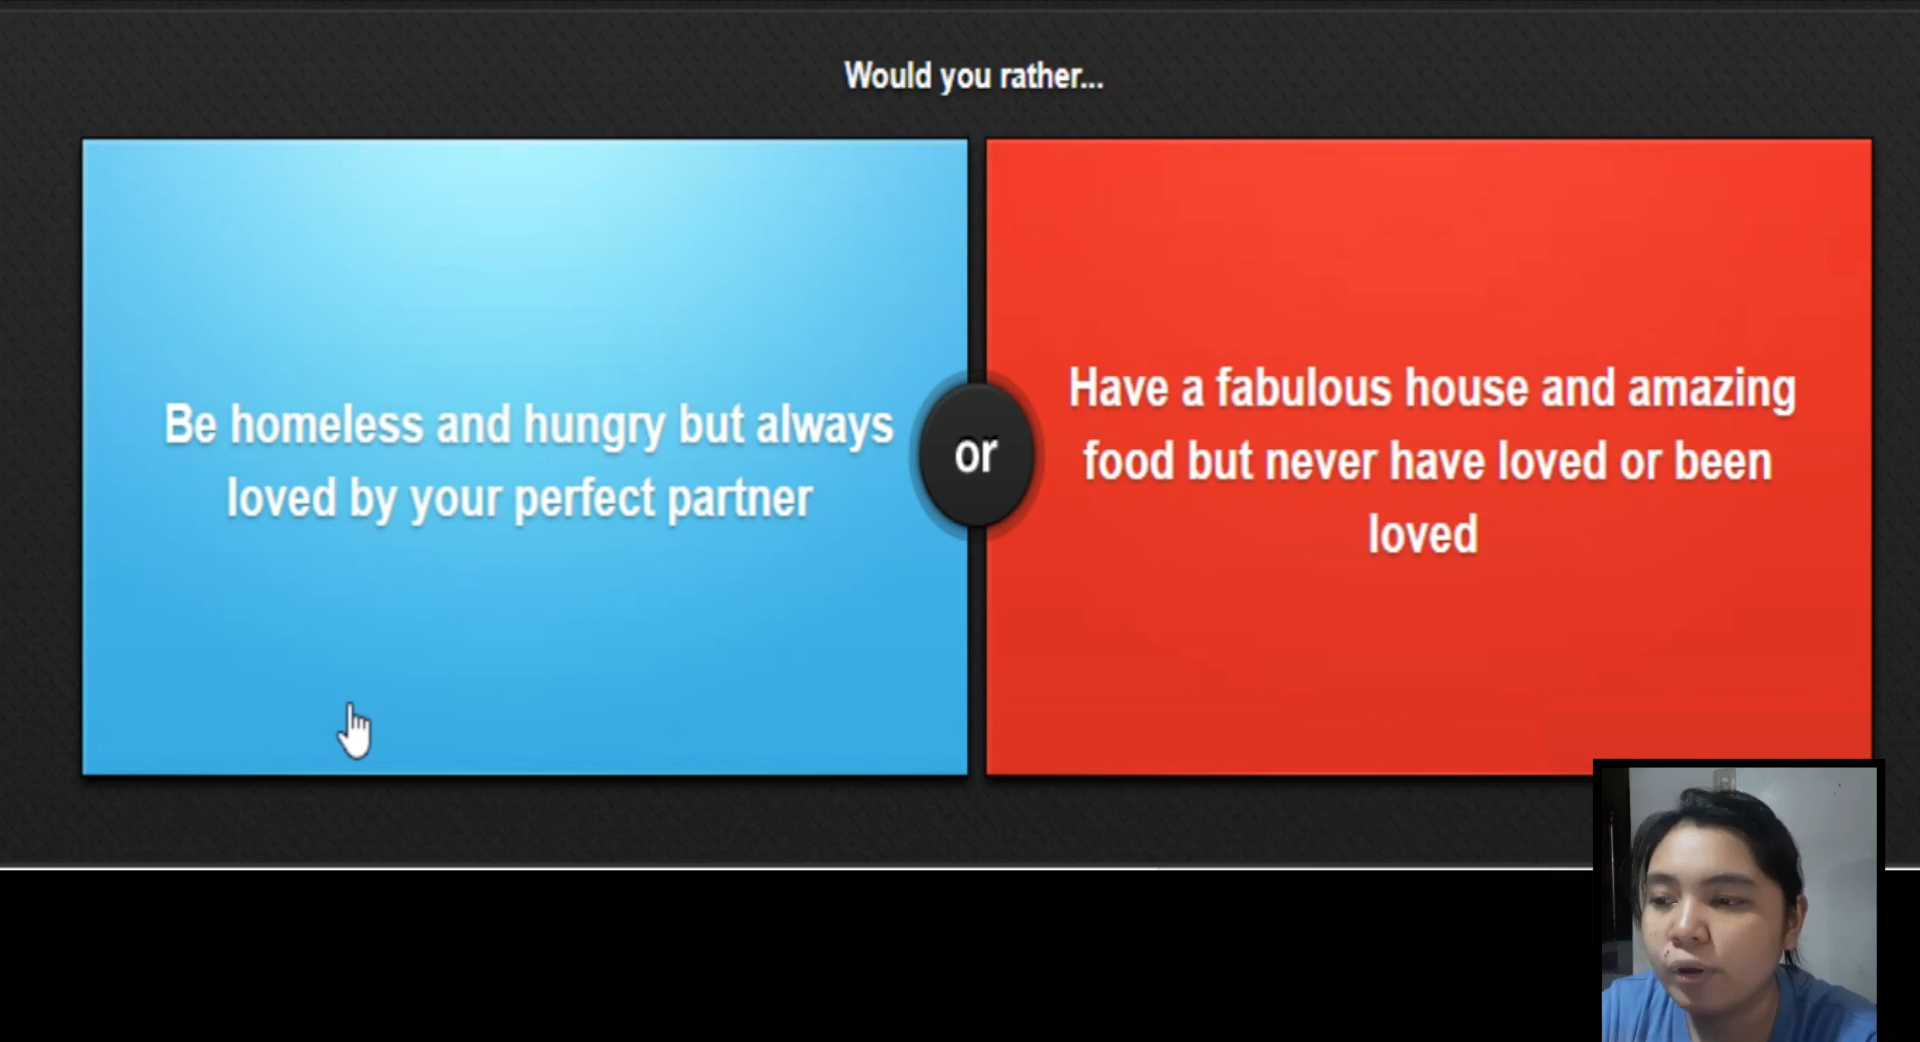 Would you rather...
Be homeless and hungry but always
loved by your perfect partner
or
Have a fabulous house and amazing
food but never have loved or been
loved